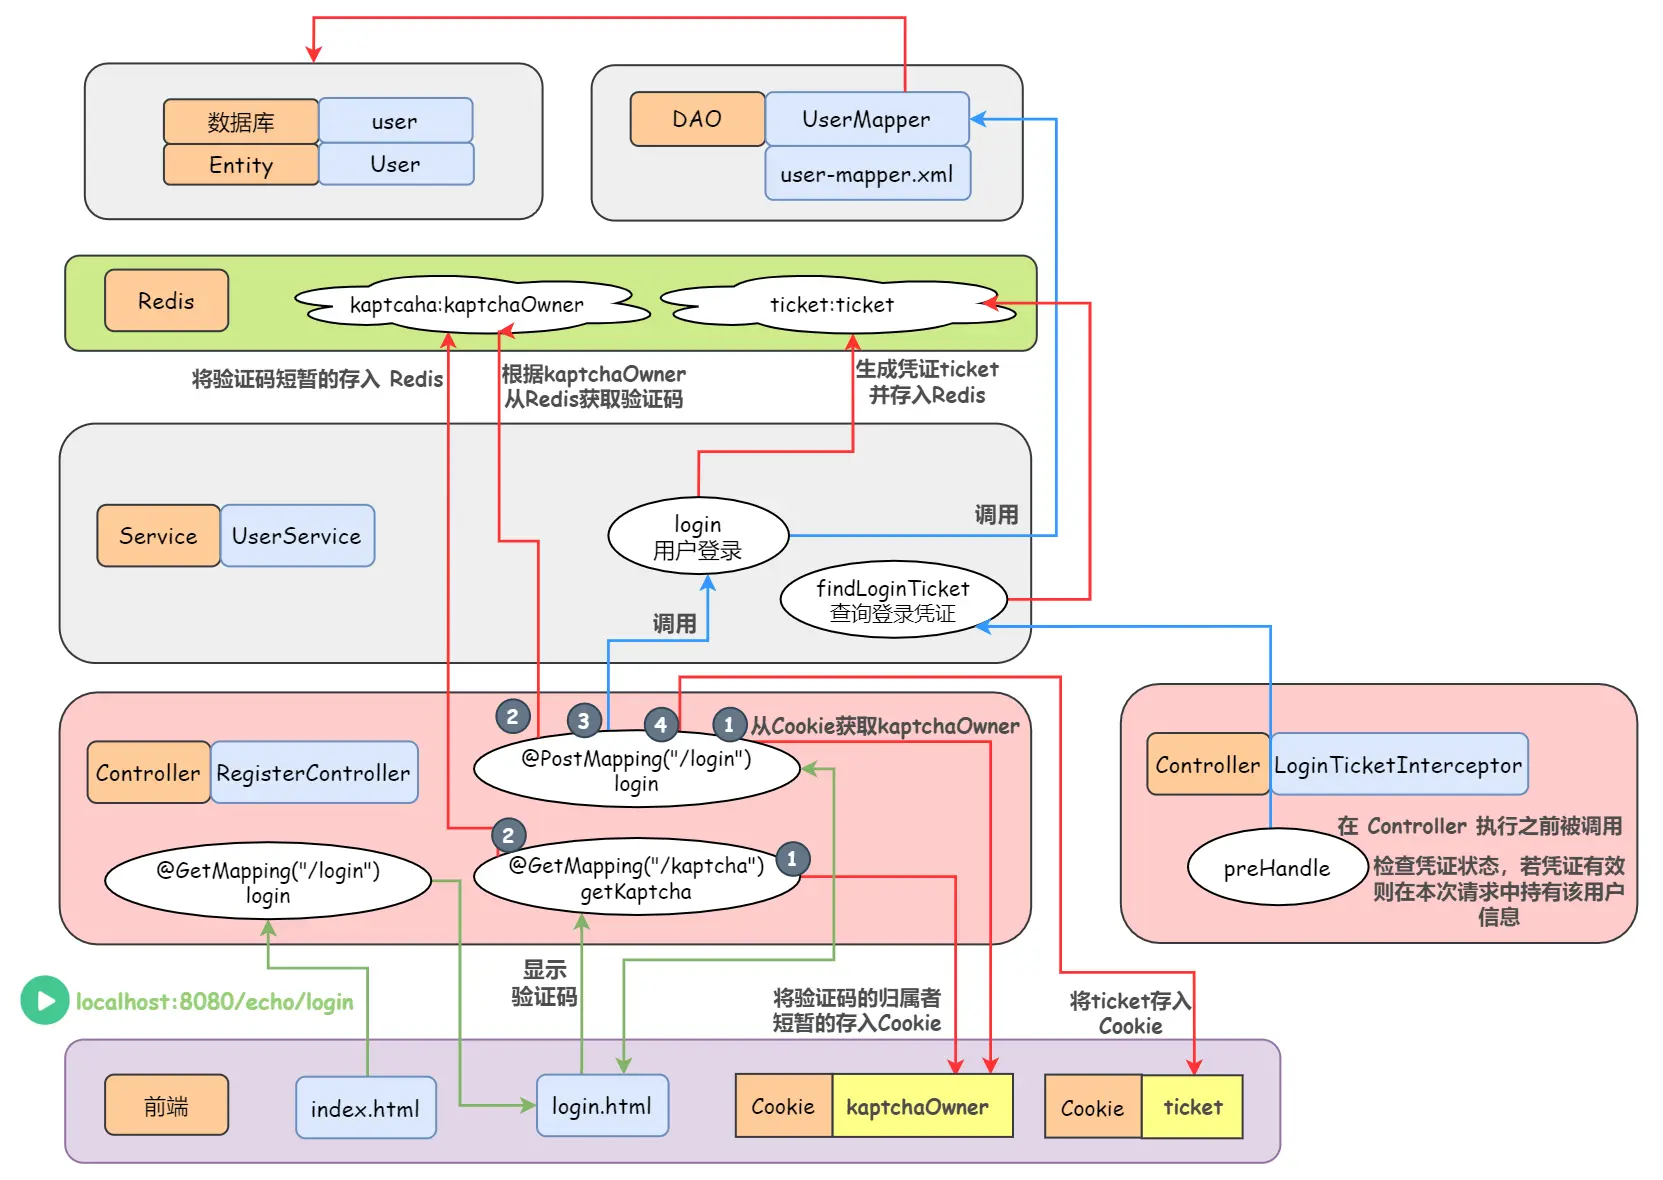 数据库
user
Entity
User
DAO
UserMapper
user-mapper.xml
Redis
kaptcaha:kaptchaOwner
ticket:ticket
将验证码短暂的存入 Redis
根据kaptchaOwner
从Redis获取验证码
生成凭证ticket
并存入Redis
Service
UserService
login
用户登录
调用
findLoginTicket
查询登录凭证
调用
2
3
4
1
从Cookie获取kaptchaOwner
Controller
RegisterController
@PostMapping("/login")
login
2
1
@GetMapping("/login")
login
@GetMapping("/kaptcha")
getKaptcha
Controller
LoginTicketInterceptor
在 Controller 执行之前被调用
preHandle
检查凭证状态，若凭证有效
则在本次请求中持有该用户
信息
显示
验证码
localhost:8080/echo/login
将验证码的归属者
短暂的存入Cookie
将ticket存入
Cookie
前端
index.html
login.html
Cookie
kaptchaOwner
Cookie
ticket